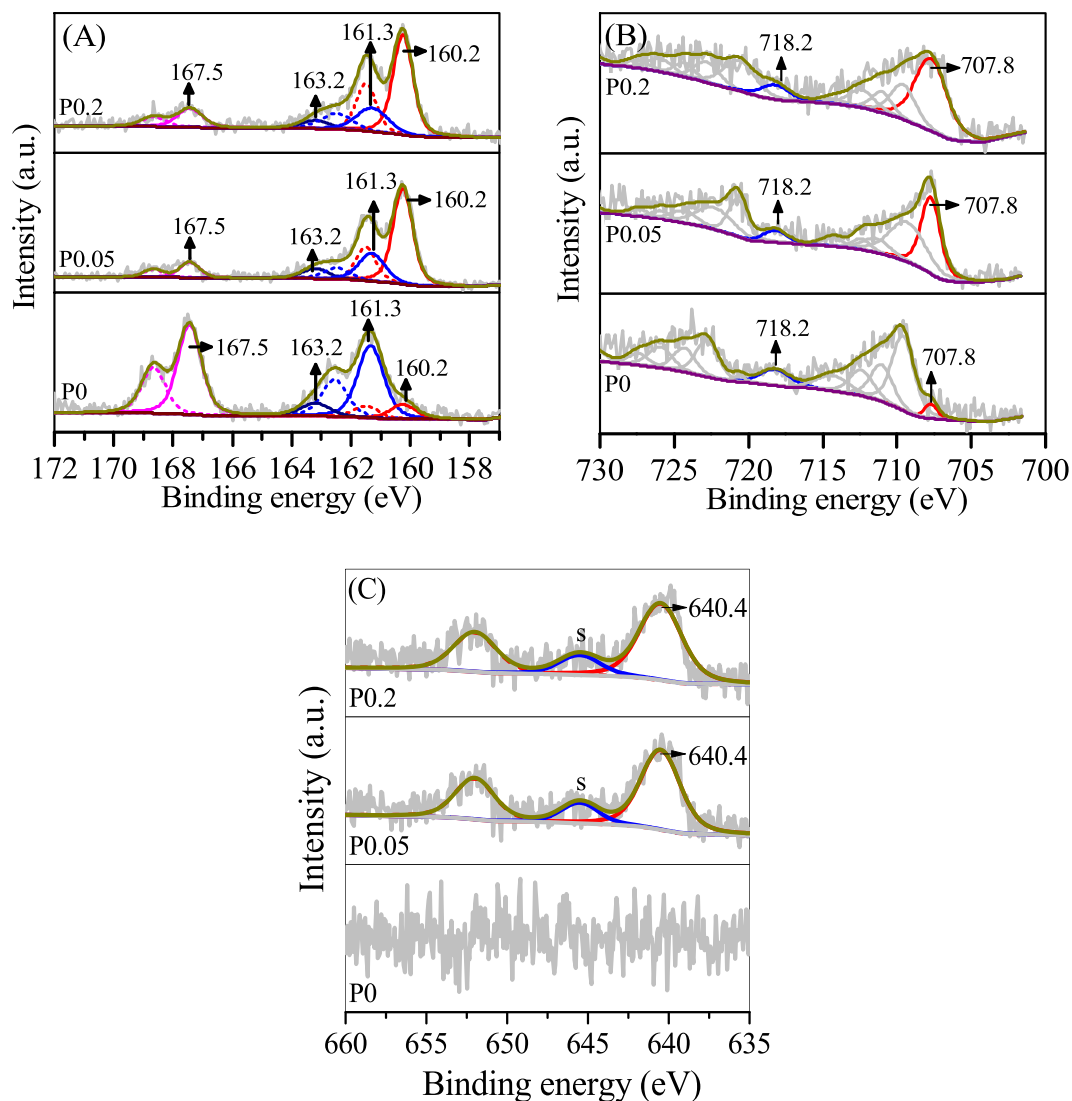 (A)
161.3
160.2
167.5
163.2
P0.2
161.3
160.2
167.5
163.2
P0.05
161.3
167.5
163.2
160.2
P0
Intensity (a.u.)
172 170 168 166 164 162 160 158
Binding energy (eV)
(B)
718.2
707.8
P0.2
718.2
707.8
P0.05
718.2
707.8
P0
Intensity (a.u.)
730 725 720 715 710 705 700
Binding energy (eV)
(C)
640.4
s
P0.2
640.4
s
P0.05
P0
Intensity (a.u.)
660 655 650 645 640 635
Binding energy (eV)